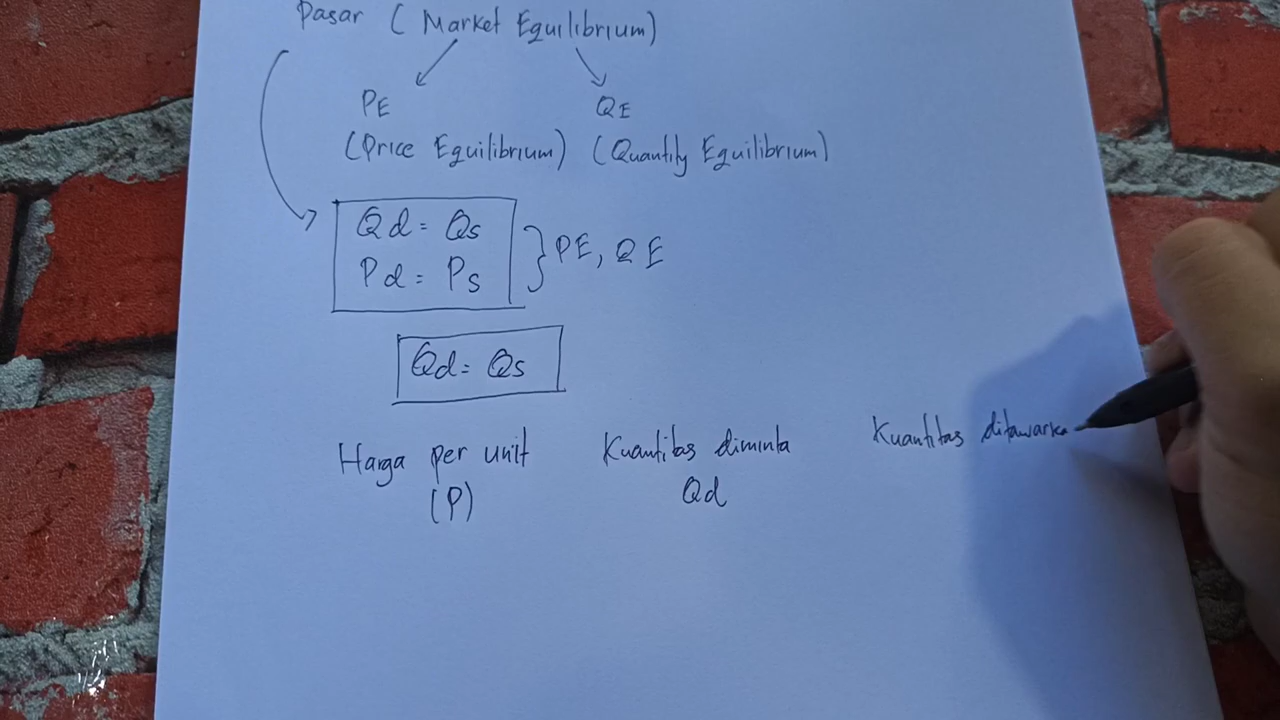 Pasar (Market Equilibrium)
PE QE
(Price Equilibrium) (Quantity Equilibrium)
Qd = Qs
Pd = Ps
} PE, QE
Qd = Qs
Harga per unit Kuantitas diminta Kuantitas ditawarka
(P) Qd